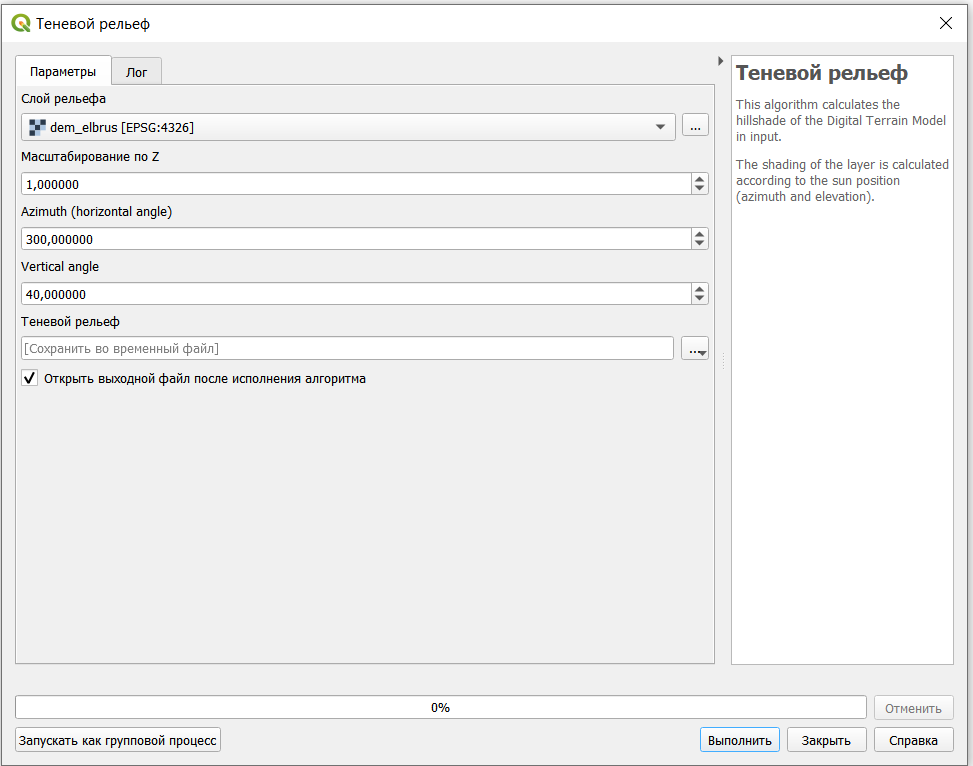 Теневой рельеф
Параметры
Лог
Слой рельефа
dem_elbrus [EPSG:4326]
...
Масштабирование по Z
1,000000
Azimuth (horizontal angle)
300,000000
Vertical angle
40,000000
Теневой рельеф
[Сохранить во временный файл]
...
Открыть выходной файл после исполнения алгоритма
Теневой рельеф
This algorithm calculates the
hillshade of the Digital Terrain Model
in input.
The shading of the layer is calculated
according to the sun position
(azimuth and elevation).
0%
Отменить
Запускать как групповой процесс
Выполнить
Закрыть
Справка